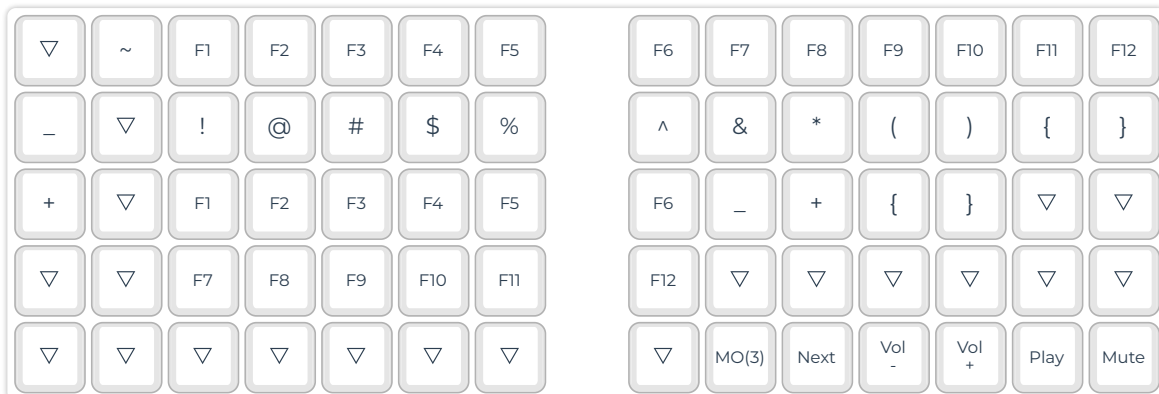 ▽ ~ F1 F2 F3 F4 F5 F6 F7 F8 F9 F10 F11 F12
_ ▽ ! @ # $ % ^ & * ( ) { }
+ ▽ F1 F2 F3 F4 F5 F6 _ + { } ▽ ▽
▽ ▽ F7 F8 F9 F10 F11 F12 ▽ ▽ ▽ ▽ ▽ ▽
▽ ▽ ▽ ▽ ▽ ▽ ▽ ▽ MO(3) Next Vol - Vol + Play Mute